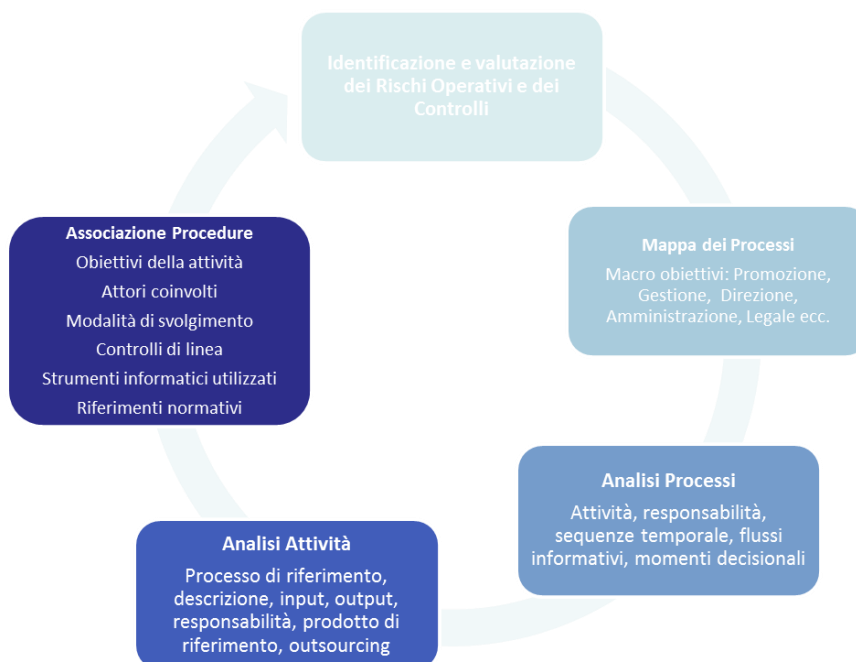 Identificazione e valutazione
dei Rischi Operativi e dei
Controlli
Mappa dei Processi
Macro obiettivi: Promozione,
Gestione, Direzione,
Amministrazione, Legale ecc.
Analisi Processi
Attività, responsabilità,
sequenze temporale, flussi
informativi, momenti decisionali
Analisi Attività
Processo di riferimento,
descrizione, input, output,
responsabilità, prodotto di
riferimento, outsourcing
Associazione Procedure
Obiettivi della attività
Attori coinvolti
Modalità di svolgimento
Controlli di linea
Strumenti informatici utilizzati
Riferimenti normativi